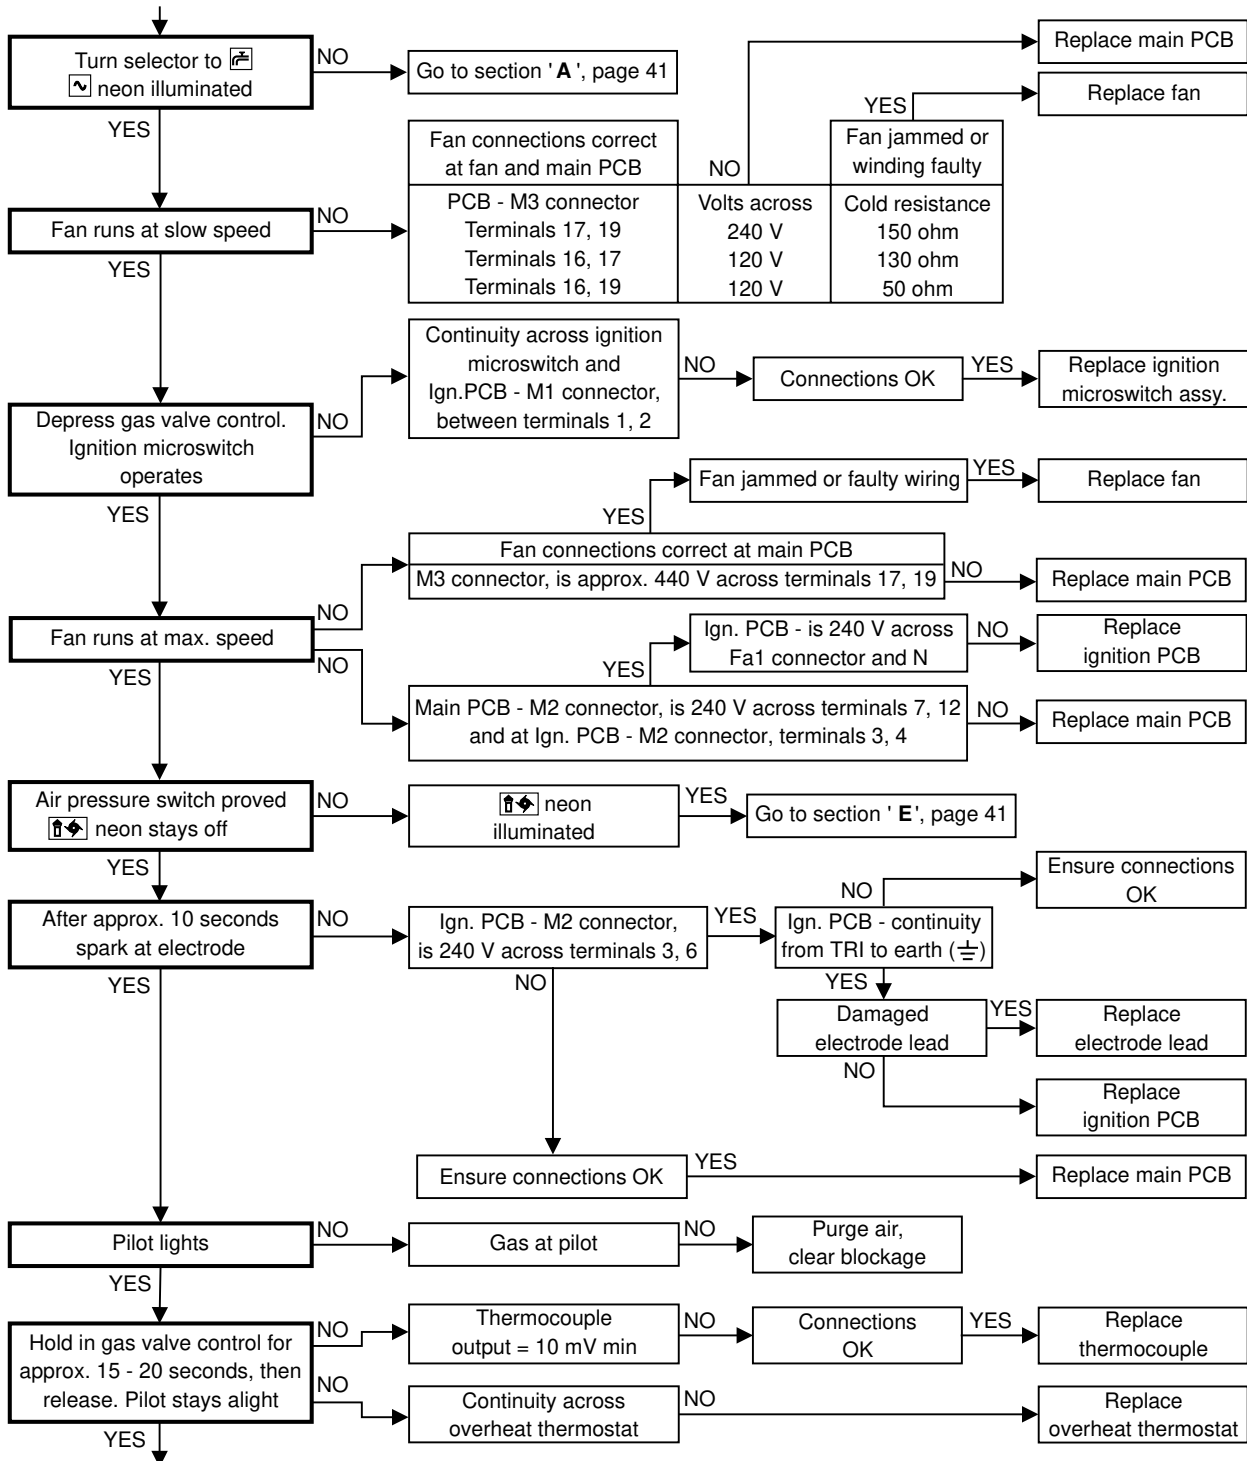 Turn selector to
neon illuminated
NO
Go to section ' A ', page 41
Replace main PCB
YES
Replace fan
YES
Fan connections correct
at fan and main PCB
NO
Fan jammed or
winding faulty
PCB - M3 connector
Volts across
Cold resistance
Terminals 17, 19
240 V
150 ohm
Terminals 16, 17
120 V
130 ohm
Terminals 16, 19
120 V
50 ohm
Fan runs at slow speed
NO
YES
Continuity across ignition
microswitch and
Ign.PCB - M1 connector,
between terminals 1, 2
NO
Connections OK
YES
Replace ignition
microswitch assy.
Depress gas valve control.
Ignition microswitch
operates
NO
YES
Fan jammed or faulty wiring
YES
Replace fan
YES
Fan connections correct at main PCB
M3 connector, is approx. 440 V across terminals 17, 19
NO
Replace main PCB
NO
Fan runs at max. speed
NO
YES
Ign. PCB - is 240 V across
Fa1 connector and N
NO
Replace
ignition PCB
YES
Main PCB - M2 connector, is 240 V across terminals 7, 12
and at Ign. PCB - M2 connector, terminals 3, 4
NO
Replace main PCB
Air pressure switch proved
neon stays off
NO
neon
illuminated
YES
Go to section ' E ', page 41
YES
After approx. 10 seconds
spark at electrode
NO
Ign. PCB - M2 connector,
is 240 V across terminals 3, 6
YES
Ign. PCB - continuity
from TRI to earth (⏚)
NO
Ensure connections
OK
YES
NO
YES
Damaged
electrode lead
YES
Replace
electrode lead
NO
Replace
ignition PCB
Ensure connections OK
YES
Replace main PCB
Pilot lights
NO
Gas at pilot
NO
Purge air,
clear blockage
YES
Hold in gas valve control for
approx. 15 - 20 seconds, then
release. Pilot stays alight
NO
Thermocouple
output = 10 mV min
NO
Connections
OK
YES
Replace
thermocouple
NO
Continuity across
overheat thermostat
NO
Replace
overheat thermostat
YES